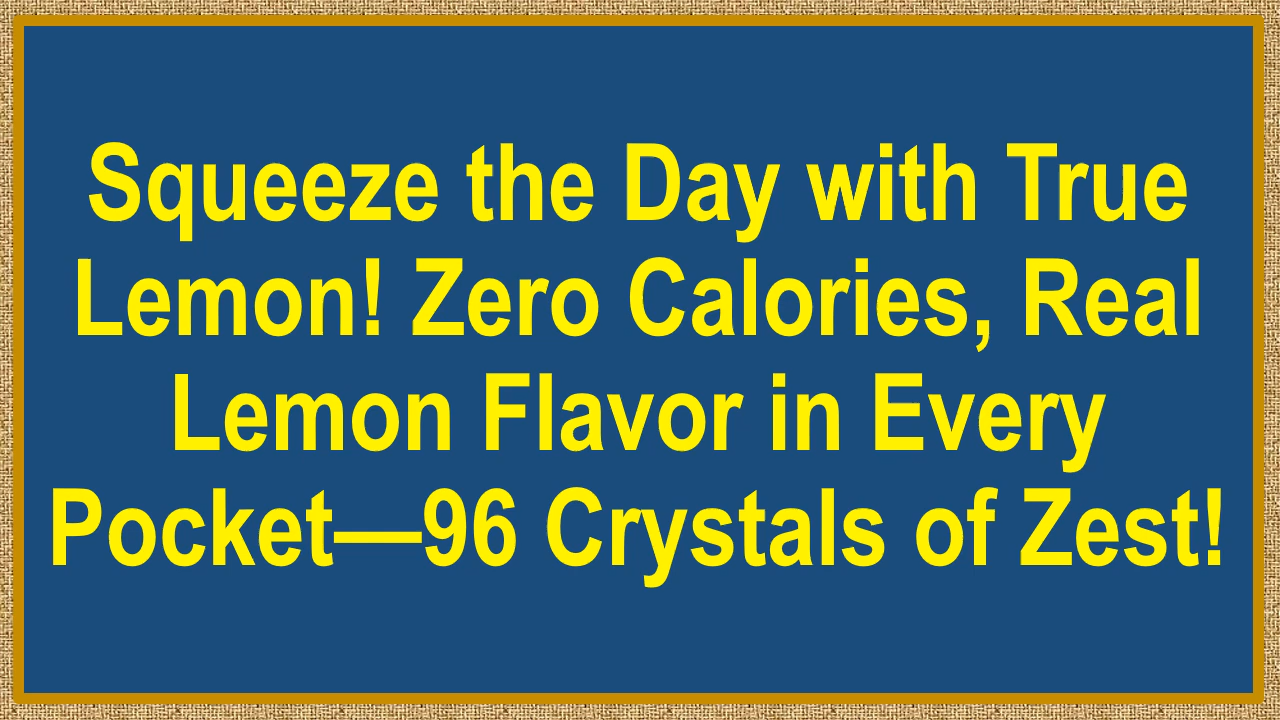 Squeeze the Day with True
Lemon! Zero Calories, Real
Lemon Flavor in Every
Pocket—96 Crystals of Zest!